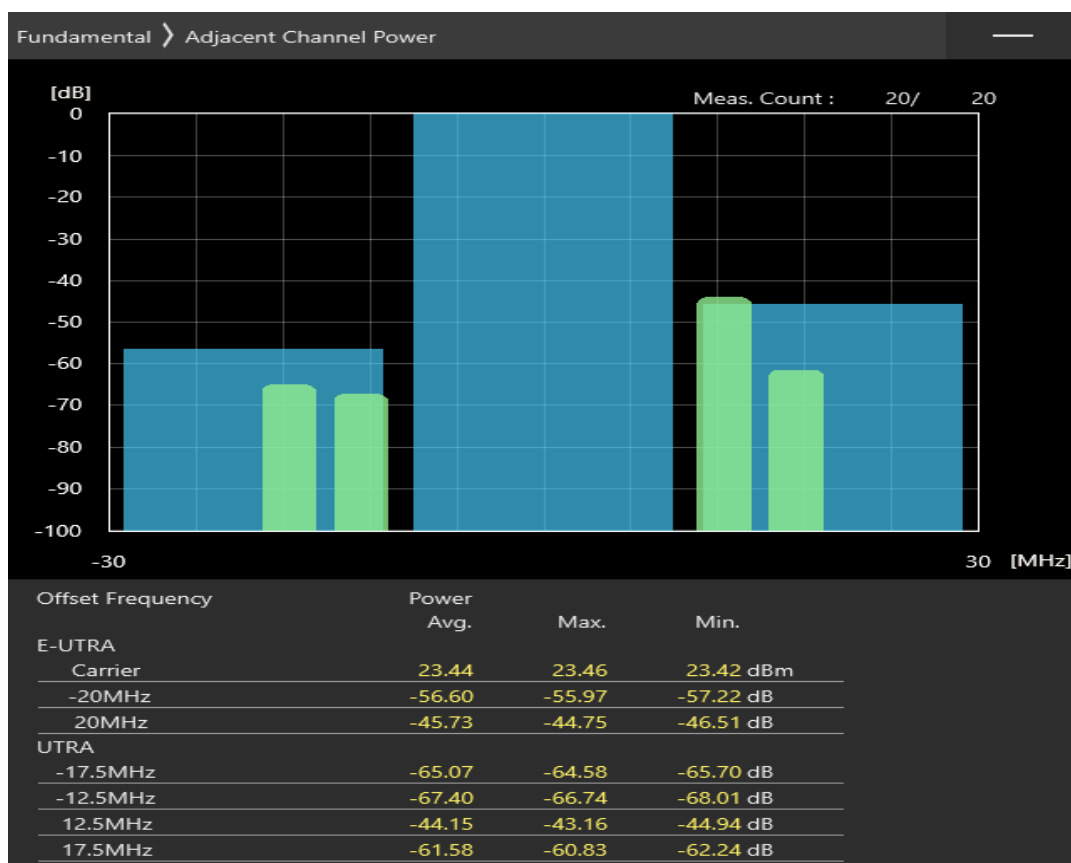 Fundamental ❯ Adjacent Channel Power
[dB]
Meas. Count : 20/ 20
0
-10
-20
-30
-40
-50
-60
-70
-80
-90
-100
-30 30 [MHz]
Offset Frequency Power
Avg. Max. Min.
E-UTRA
Carrier 23.44 23.46 23.42 dBm
-20MHz -56.60 -55.97 -57.22 dB
20MHz -45.73 -44.75 -46.51 dB
UTRA
-17.5MHz -65.07 -64.58 -65.70 dB
-12.5MHz -67.40 -66.74 -68.01 dB
12.5MHz -44.15 -43.16 -44.94 dB
17.5MHz -61.58 -60.83 -62.24 dB